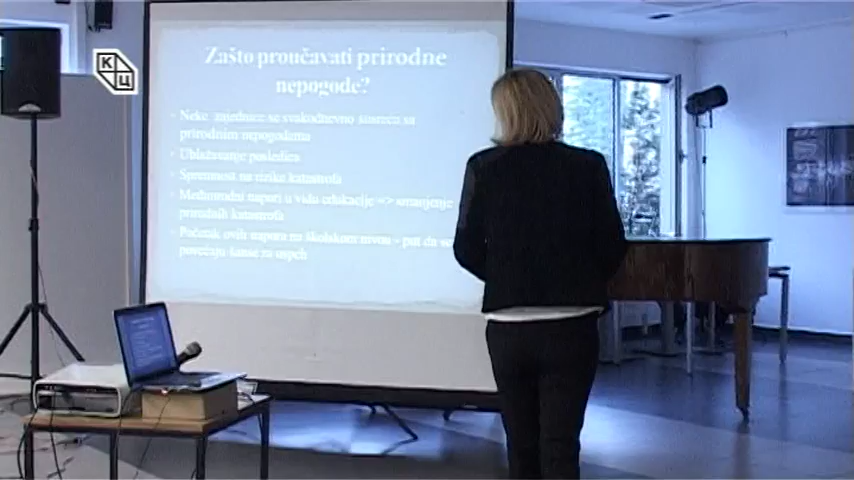 К
Ц
Zašto proučavati prirodne
nepogode?
Neke zajednice se svakodnevno susreću sa
prirodnim nepogodama
Ublažavanje posledica
Spremnost na rizike katastrofa
Međunarodni napori u vidu edukacije => smanjenje
prirodnih katastrofa
Početak ovih napora na školskom nivou - put da se
povećaju šanse za uspeh